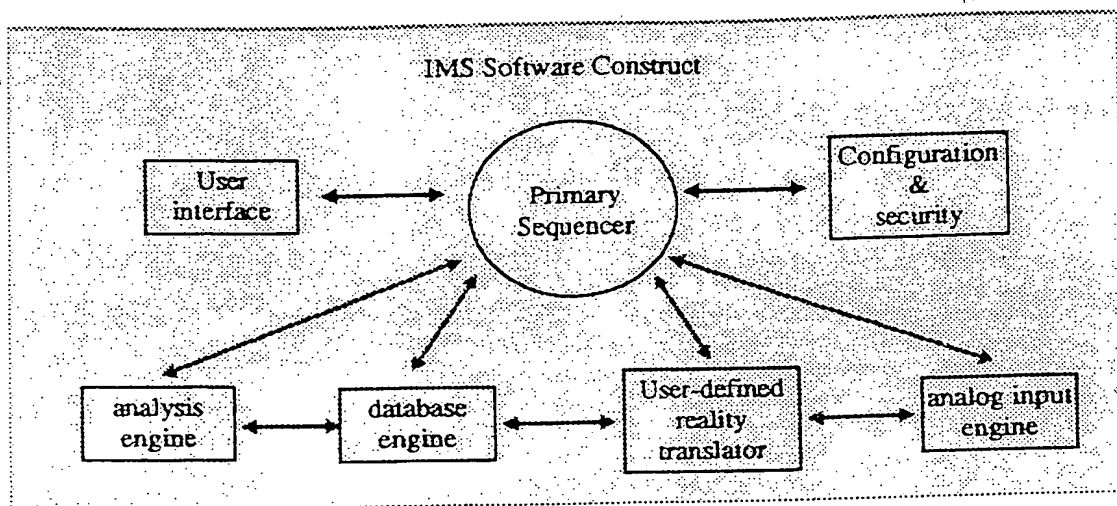 IMS Software Construct
User
interface
Primary
Sequencer
Configuration
&
security
analysis
engine
database
engine
User-defined
reality
translator
analog input
engine